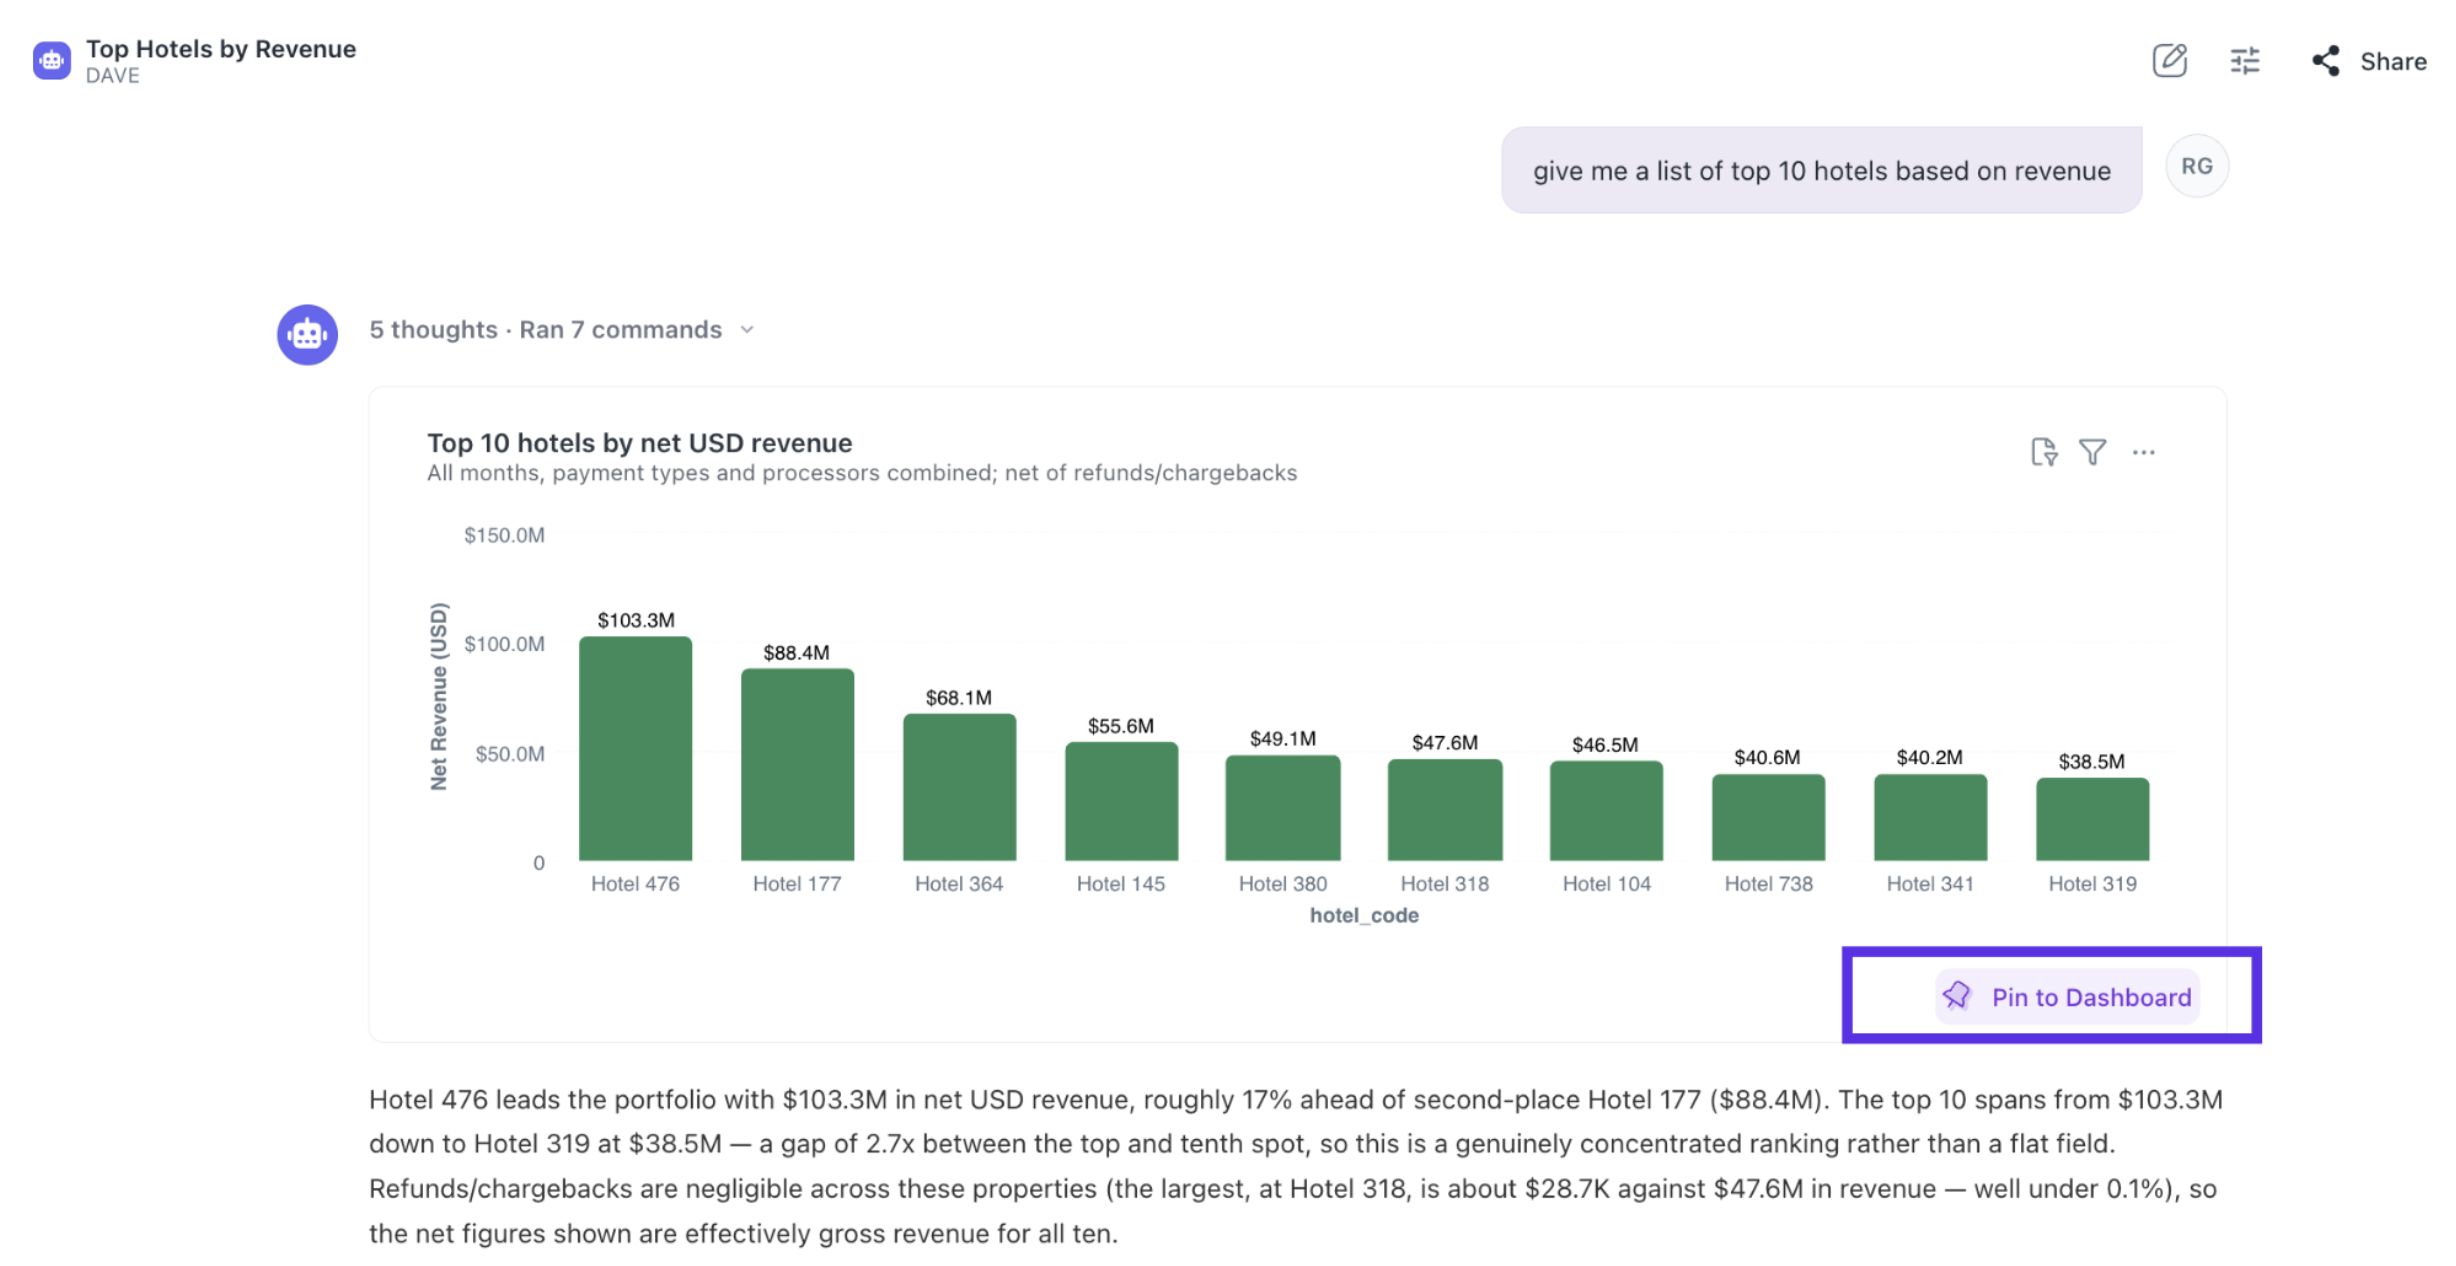 Top Hotels by Revenue
DAVE
Share
give me a list of top 10 hotels based on revenue
RG
5 thoughts · Ran 7 commands
Top 10 hotels by net USD revenue
All months, payment types and processors combined; net of refunds/chargebacks
Net Revenue (USD)
$150.0M
$100.0M
$50.0M
0
$103.3M
$88.4M
$68.1M
$55.6M
$49.1M
$47.6M
$46.5M
$40.6M
$40.2M
$38.5M
Hotel 476
Hotel 177
Hotel 364
Hotel 145
Hotel 380
Hotel 318
Hotel 104
Hotel 738
Hotel 341
Hotel 319
hotel_code
Pin to Dashboard
Hotel 476 leads the portfolio with $103.3M in net USD revenue, roughly 17% ahead of second-place Hotel 177 ($88.4M). The top 10 spans from $103.3M
down to Hotel 319 at $38.5M — a gap of 2.7x between the top and tenth spot, so this is a genuinely concentrated ranking rather than a flat field.
Refunds/chargebacks are negligible across these properties (the largest, at Hotel 318, is about $28.7K against $47.6M in revenue — well under 0.1%), so
the net figures shown are effectively gross revenue for all ten.